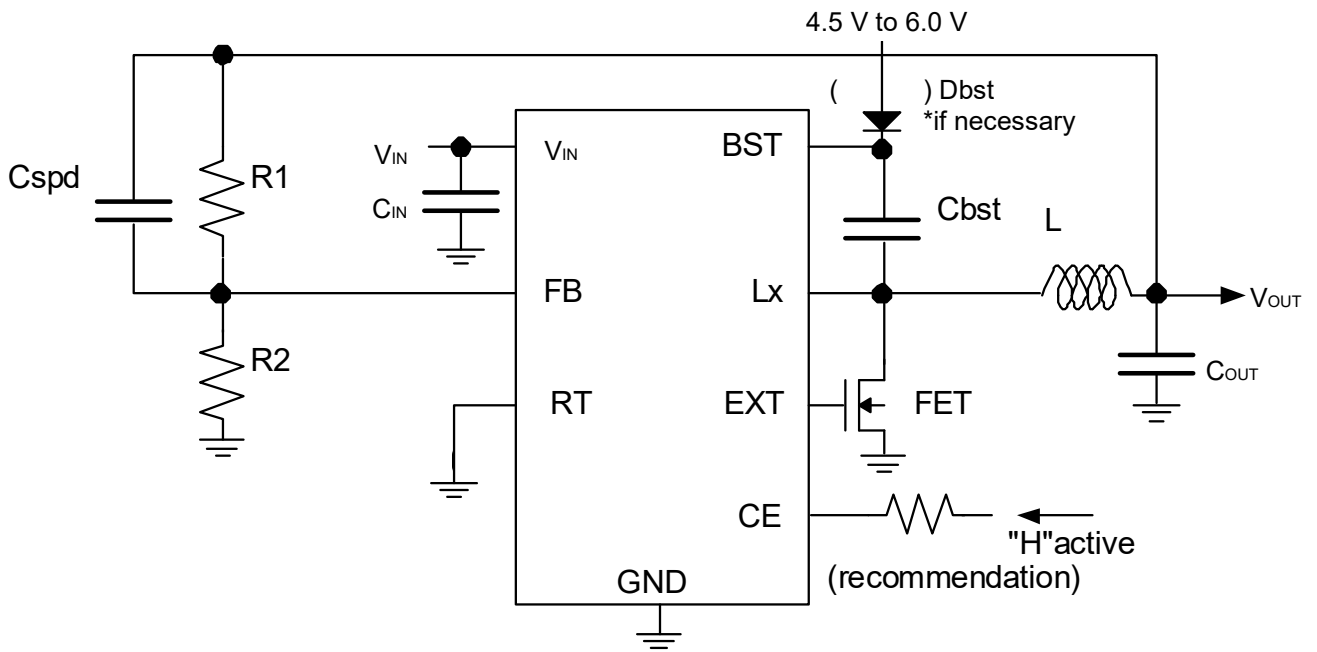 4.5 V to 6.0 V
( ) Dbst
*if necessary
VIN
VIN
BST
Cspd
R1
CIN
Cbst
L
FB
Lx
VOUT
R2
COUT
RT
EXT
FET
CE
"H"active
(recommendation)
GND